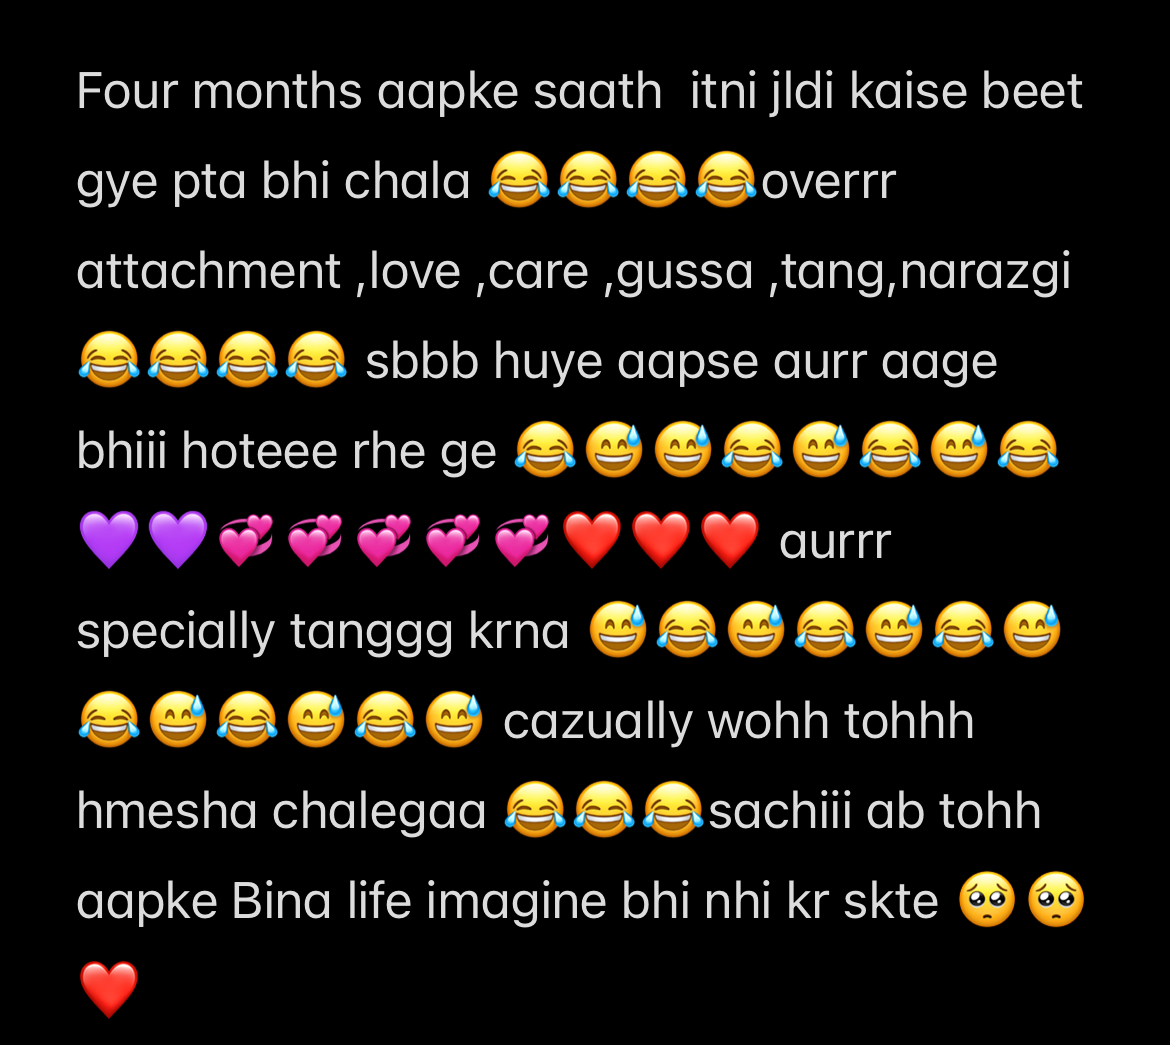 Four months aapke saath  itni jldi kaise beet
gye pta bhi chala 😂😂😂😂overrr
attachment ,love ,care ,gussa ,tang,narazgi
😂😂😂😂 sbbb huye aapse aurr aage
bhiii hoteee rhe ge 😂😅😅😂😅😂😅😂
💜💜💞💞💞💞💞❤️❤️❤️ aurrr
specially tanggg krna 😅😂😅😂😅😂😅
😂😅😂😅😂😅 cazually wohh tohhh
hmesha chalegaa 😂😂😂sachiii ab tohh
aapke Bina life imagine bhi nhi kr skte 🥺🥺
❤️